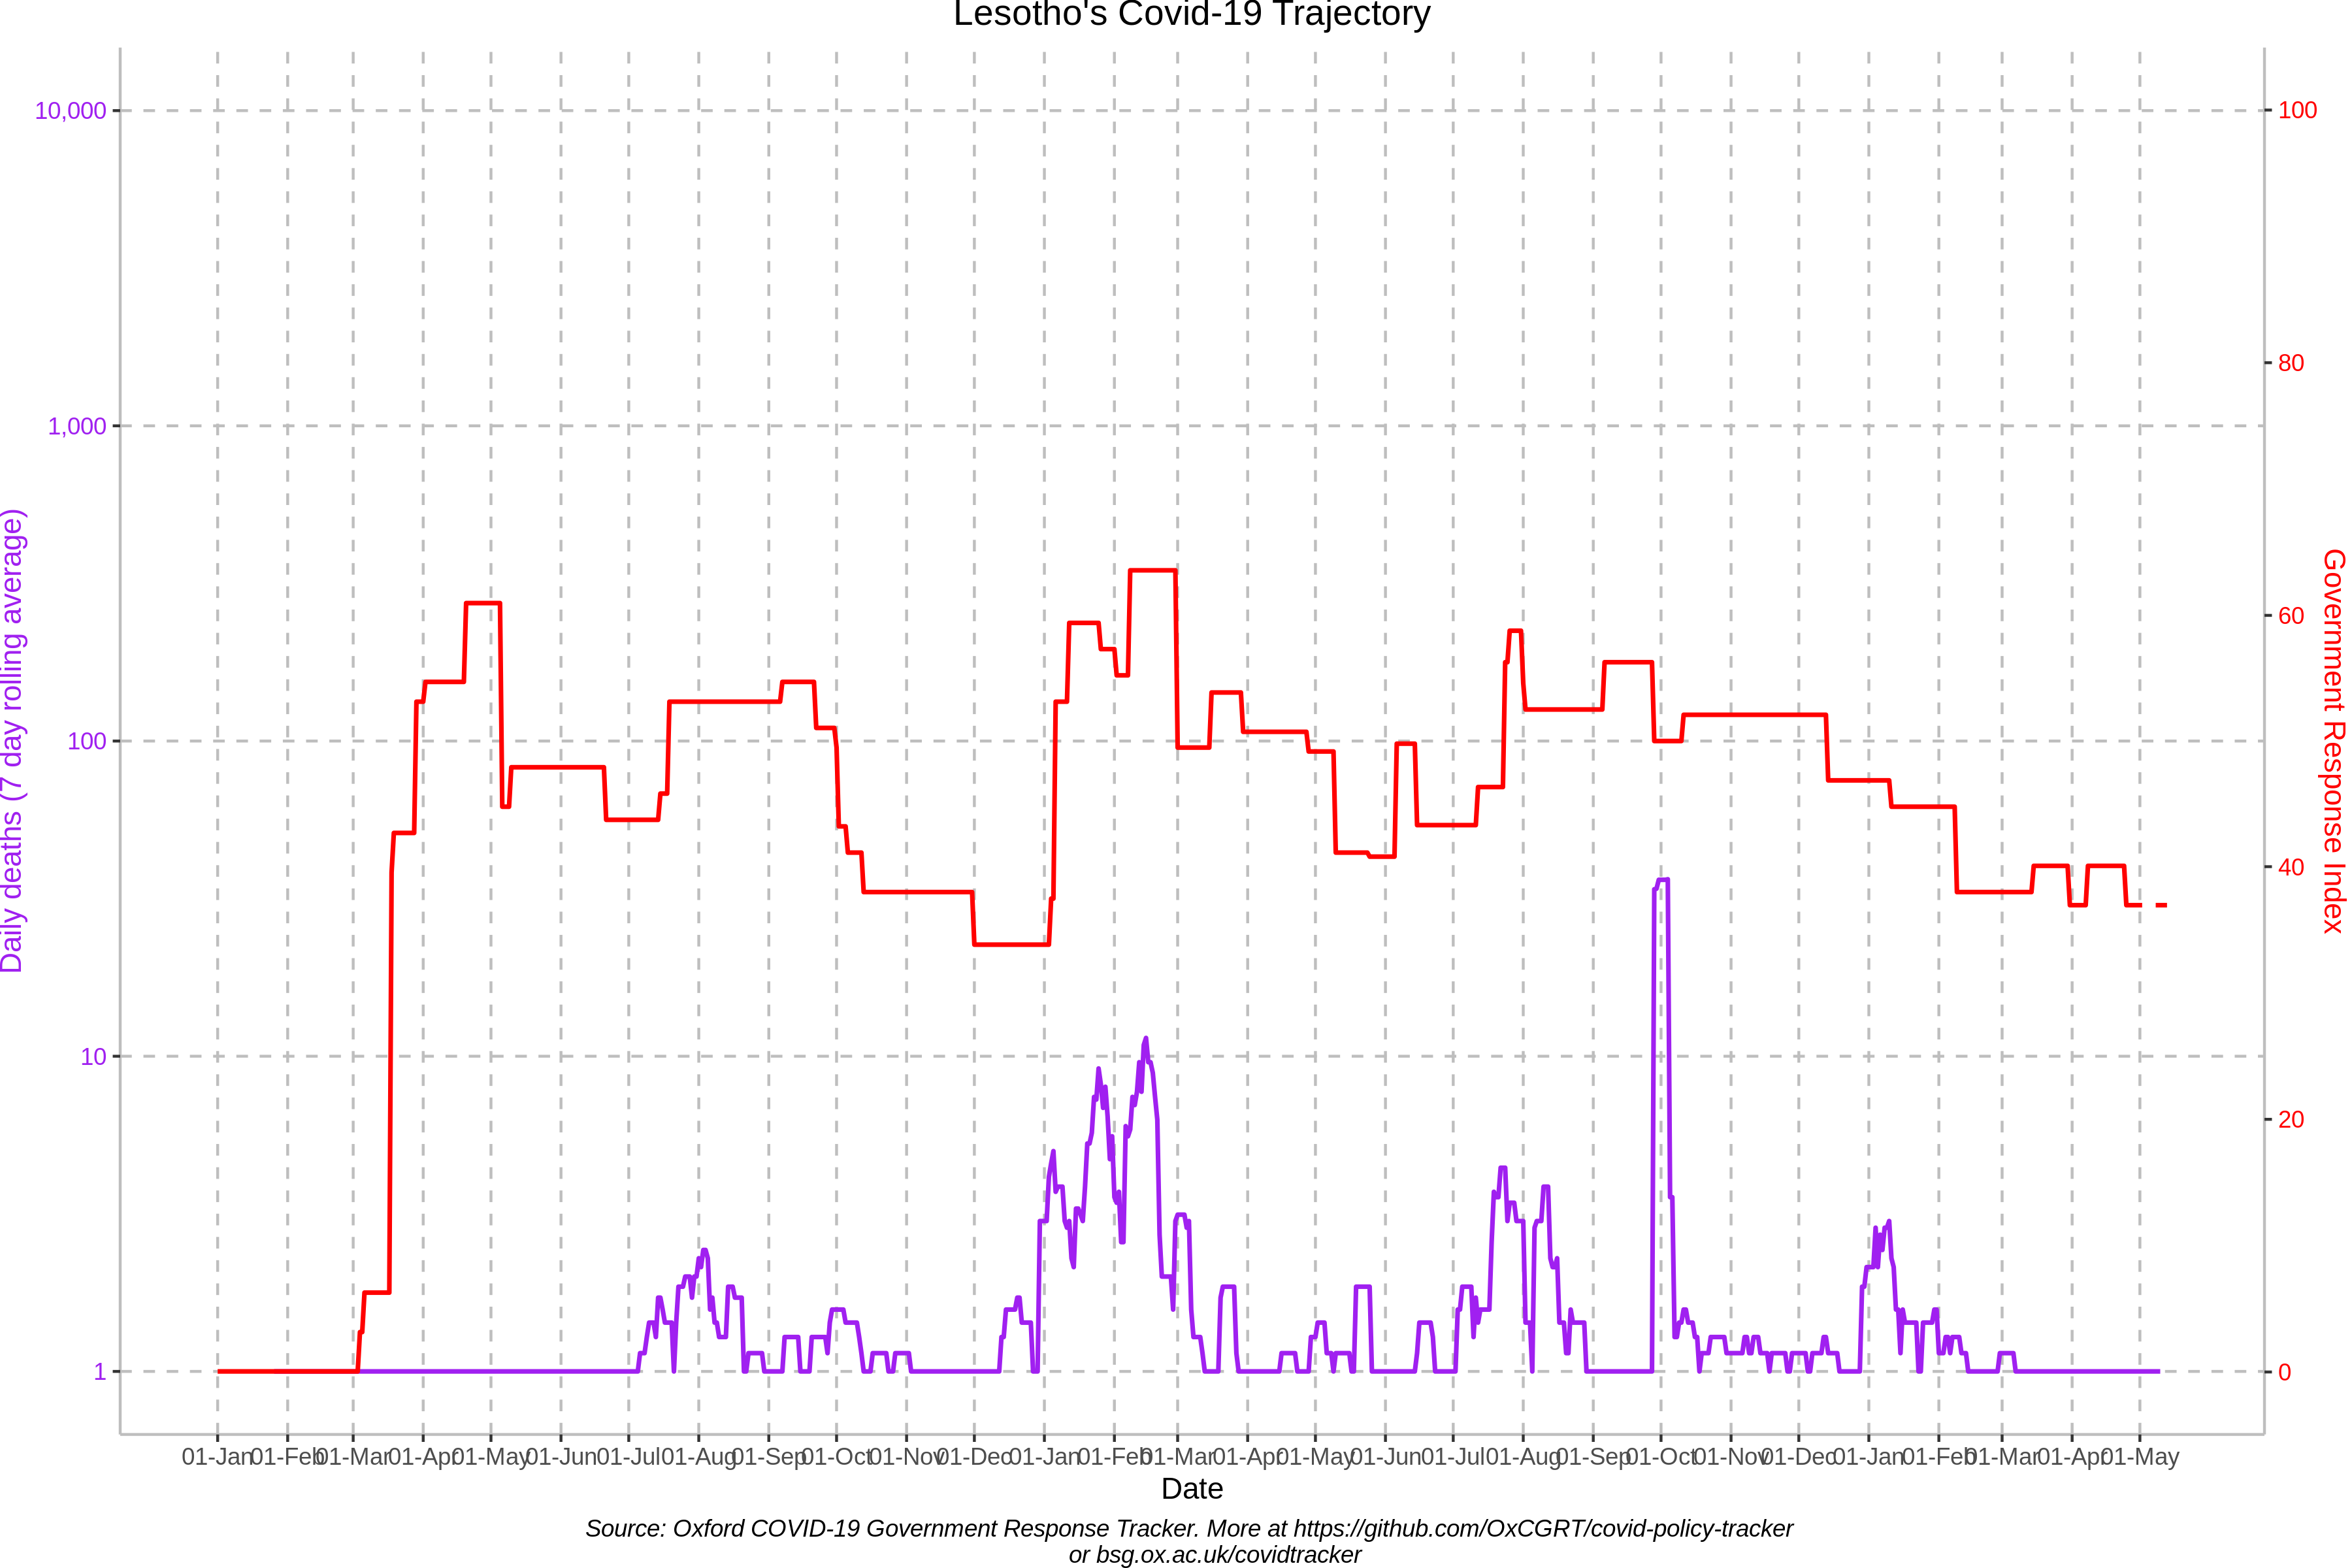 Lesotho's Covid-19 Trajectory
10,000
1,000
100
10
1
Daily deaths (7 day rolling average)
100
80
60
40
20
0
Government Response Index
01-Jan 01-Feb 01-Mar 01-Apr 01-May 01-Jun 01-Jul 01-Aug 01-Sep 01-Oct 01-Nov 01-Dec 01-Jan 01-Feb 01-Mar 01-Apr 01-May 01-Jun 01-Jul 01-Aug 01-Sep 01-Oct 01-Nov 01-Dec 01-Jan 01-Feb 01-Mar 01-Apr 01-May
Date
Source: Oxford COVID-19 Government Response Tracker. More at https://github.com/OxCGRT/covid-policy-tracker
or bsg.ox.ac.uk/covidtracker